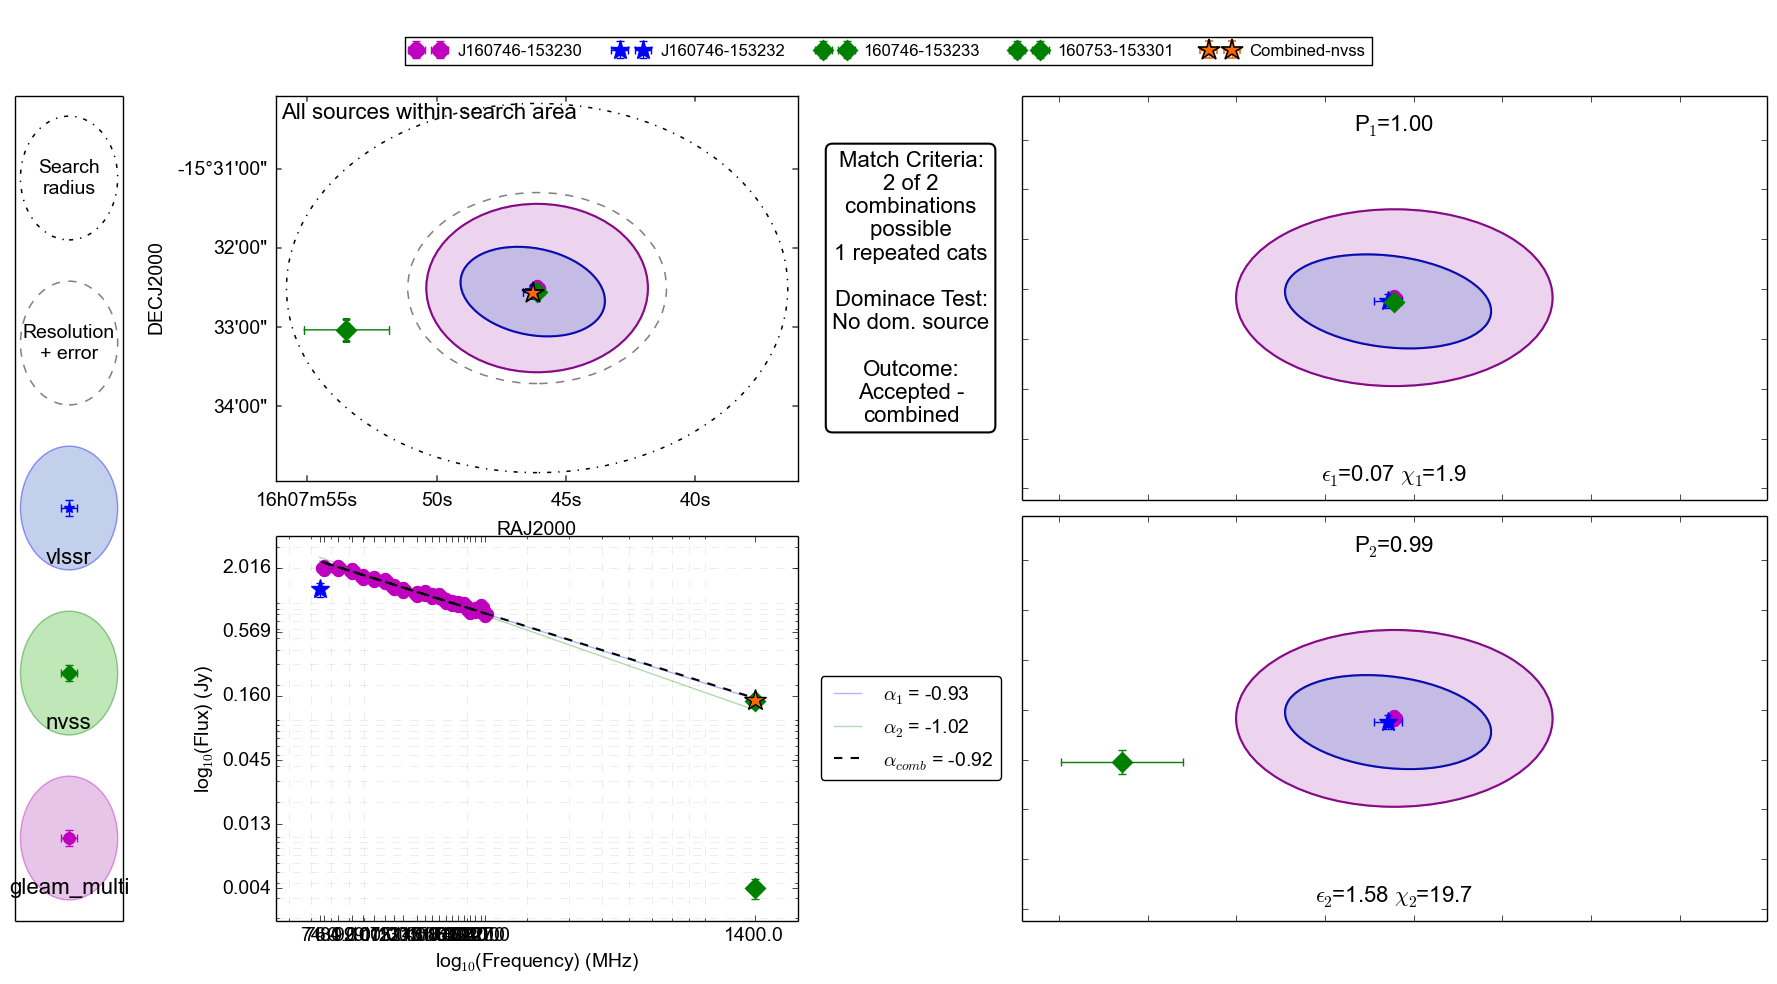 J160746-153230 J160746-153232 160746-153233 160753-153301 Combined-nvss
Search
radius
Resolution
+ error
vlssr
nvss
gleam_multi
All sources within search area
DECJ2000
-15°31'00"
32'00"
33'00"
34'00"
16h07m55s 50s 45s 40s
RAJ2000
Match Criteria:
2 of 2
combinations
possible
1 repeated cats
Dominace Test:
No dom. source
Outcome:
Accepted -
combined
P1=1.00
ϵ1=0.07 χ1=1.9
log10(Flux) (Jy)
2.016
0.569
0.160
0.045
0.013
0.004
1400.0
log10(Frequency) (MHz)
α1 = -0.93
α2 = -1.02
αcomb = -0.92
P2=0.99
ϵ2=1.58 χ2=19.7